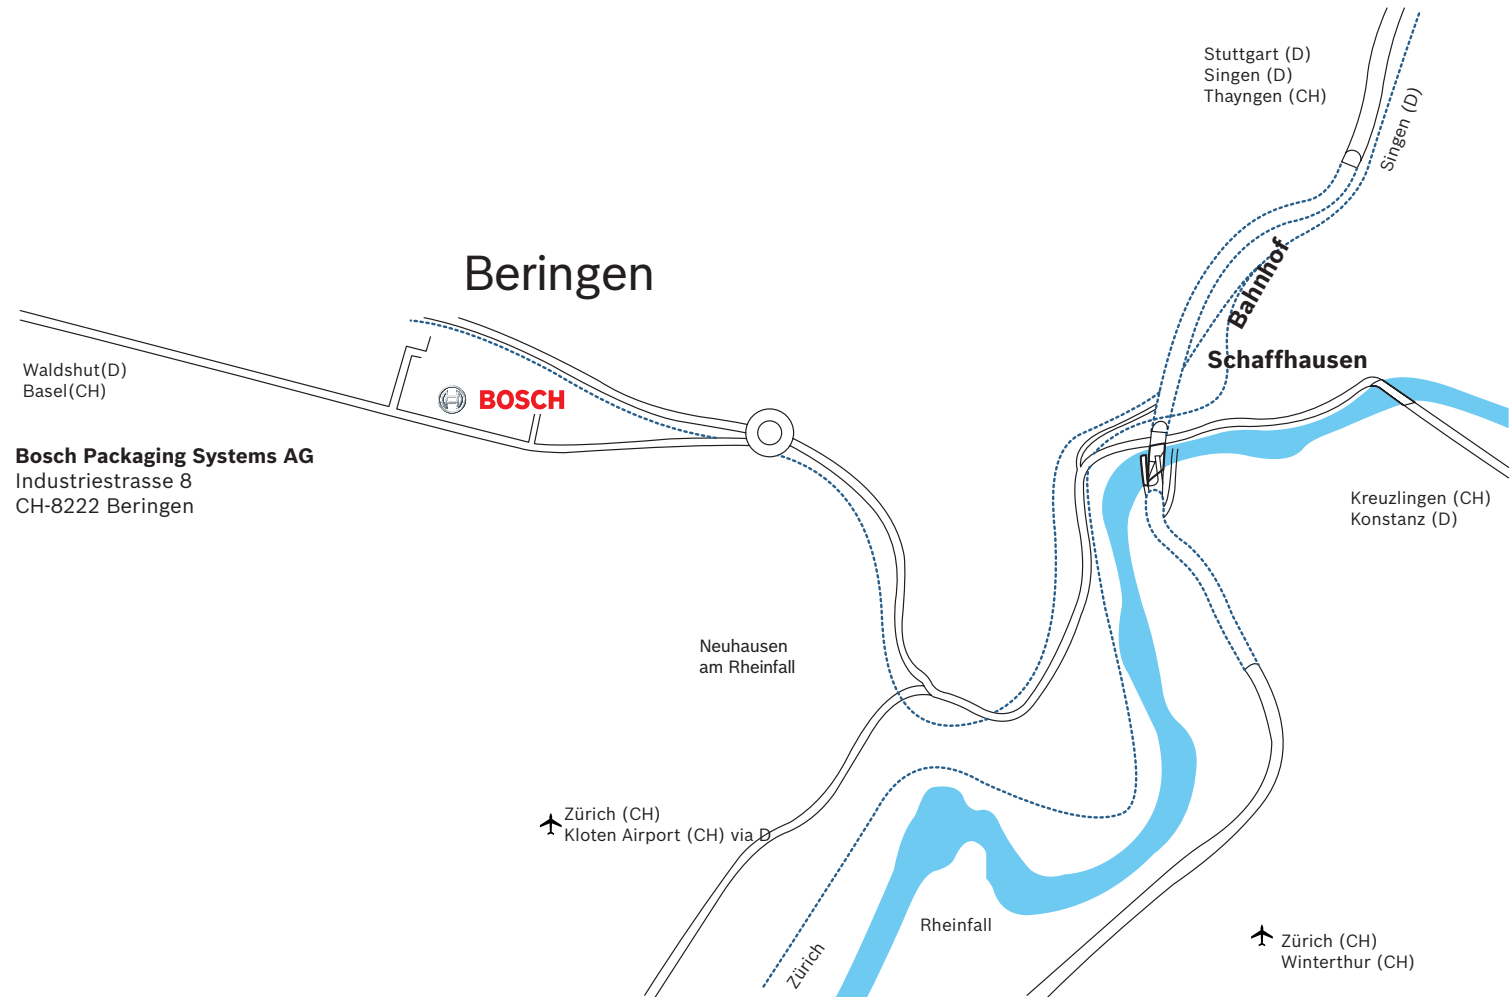 Stuttgart (D)
Singen (D)
Thayngen (CH)
Singen (D)
Beringen
Bahnhof
Schaffhausen
Waldshut(D)
Basel(CH)
BOSCH
Bosch Packaging Systems AG
Industriestrasse 8
CH-8222 Beringen
Kreuzlingen (CH)
Konstanz (D)
Neuhausen
am Rheinfall
Zürich (CH)
Kloten Airport (CH) via D
Rheinfall
Zürich
Zürich (CH)
Winterthur (CH)